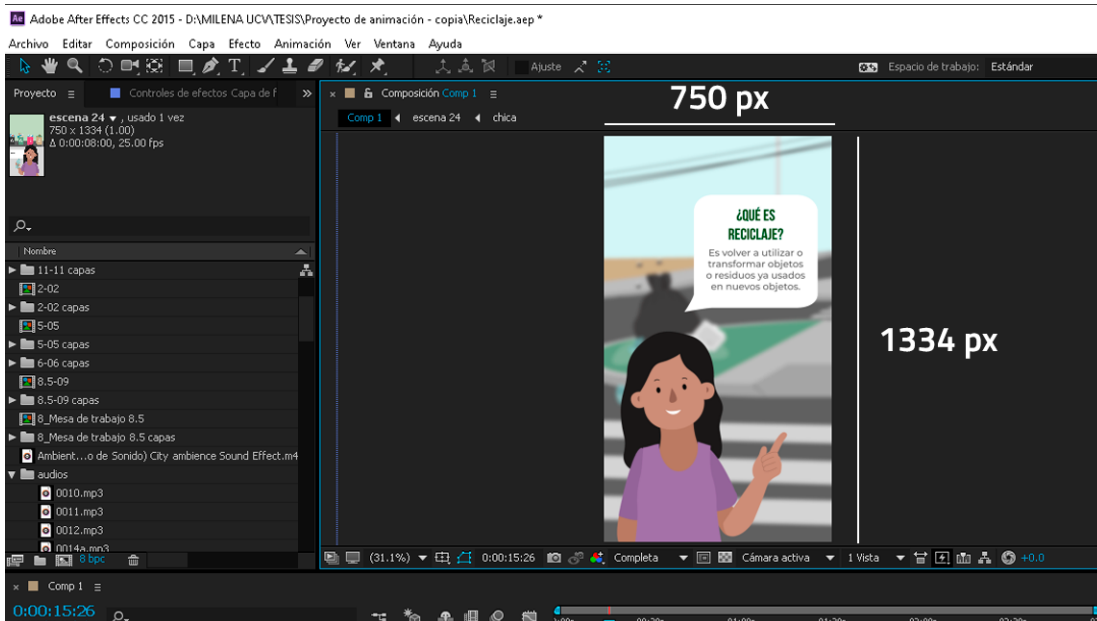 Adobe After Effects CC 2015 - D:\MILENA UCV\TESIS\Proyecto de animación - copia\Reciclaje.aep *
Archivo Editar Composición Capa Efecto Animación Ver Ventana Ayuda
Ajuste Espacio de trabajo: Estándar
Proyecto Controles de efectos Capa de f
Composición Comp 1
750 px
escena 24 , usado 1 vez
750 x 1334 (1.00)
Δ 0:00:08:00, 25.00 fps
Comp 1 escena 24 chica
¿QUÉ ES
RECICLAJE?
Es volver a utilizar o
transformar objetos
o residuos ya usados
en nuevos objetos.
1334 px
Nombre
11-11 capas
2-02
2-02 capas
5-05
5-05 capas
6-06 capas
8.5-09
8.5-09 capas
8_Mesa de trabajo 8.5
8_Mesa de trabajo 8.5 capas
Ambient...o de Sonido) City ambience Sound Effect.m4
audios
0010.mp3
0011.mp3
0012.mp3
0014a.mp3
8 bpc
(31.1%) 0:00:15:26 Completa Cámara activa 1 Vista +0.0
Comp 1
0:00:15:26